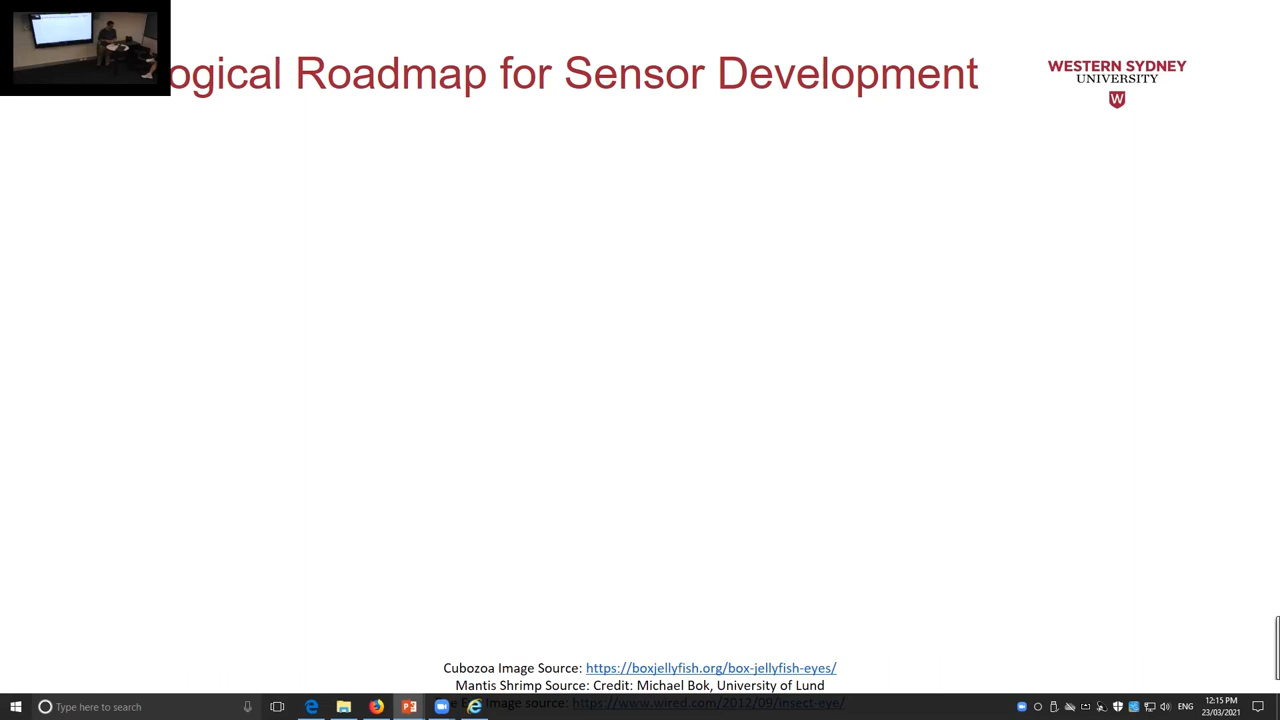 ogical Roadmap for Sensor Development
WESTERN SYDNEY
UNIVERSITY
W
Cubozoa Image Source: https://boxjellyfish.org/box-jellyfish-eyes/
Mantis Shrimp Source: Credit: Michael Bok, University of Lund
Image source: https://www.wired.com/2012/09/insect-eye/
Type here to search
ENG
12:15 PM
23/03/2021